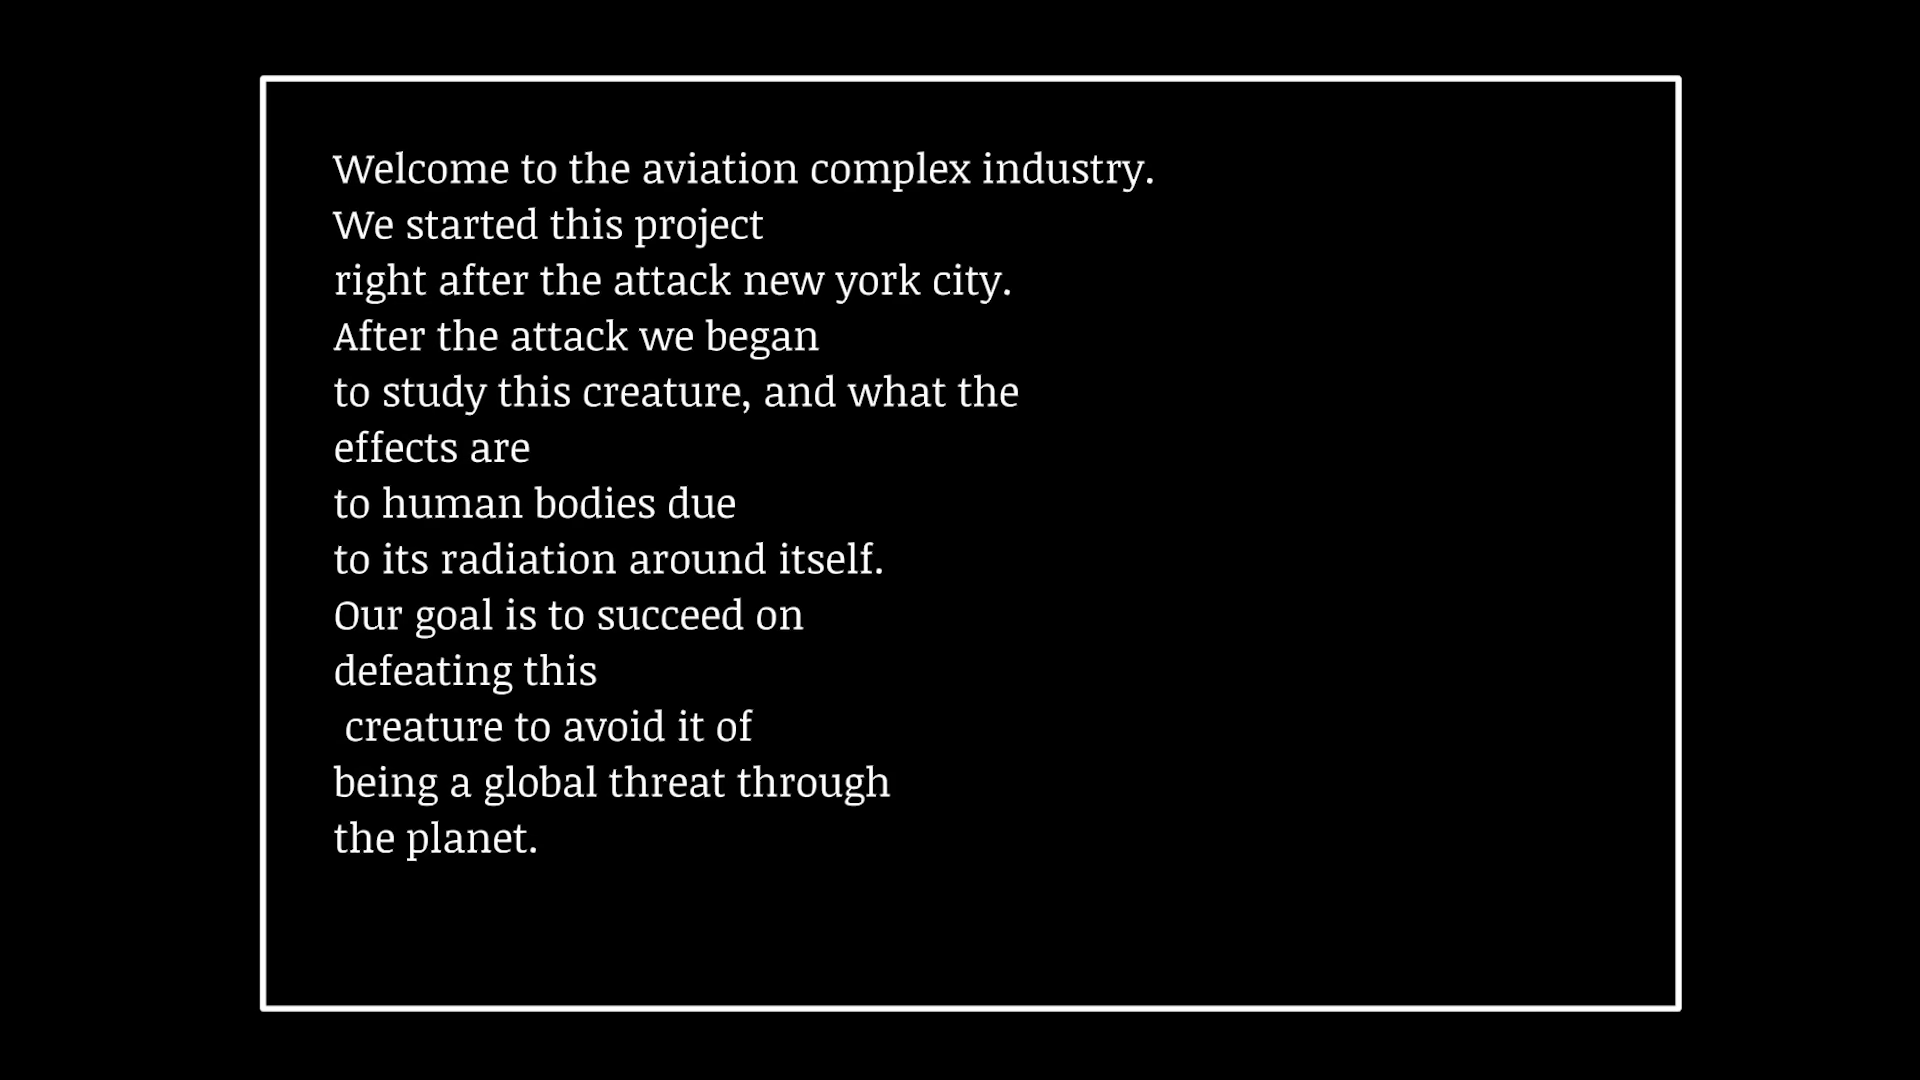 Welcome to the aviation complex industry.
We started this project
right after the attack new york city.
After the attack we began
to study this creature, and what the
effects are
to human bodies due
to its radiation around itself.
Our goal is to succeed on
defeating this
creature to avoid it of
being a global threat through
the planet.